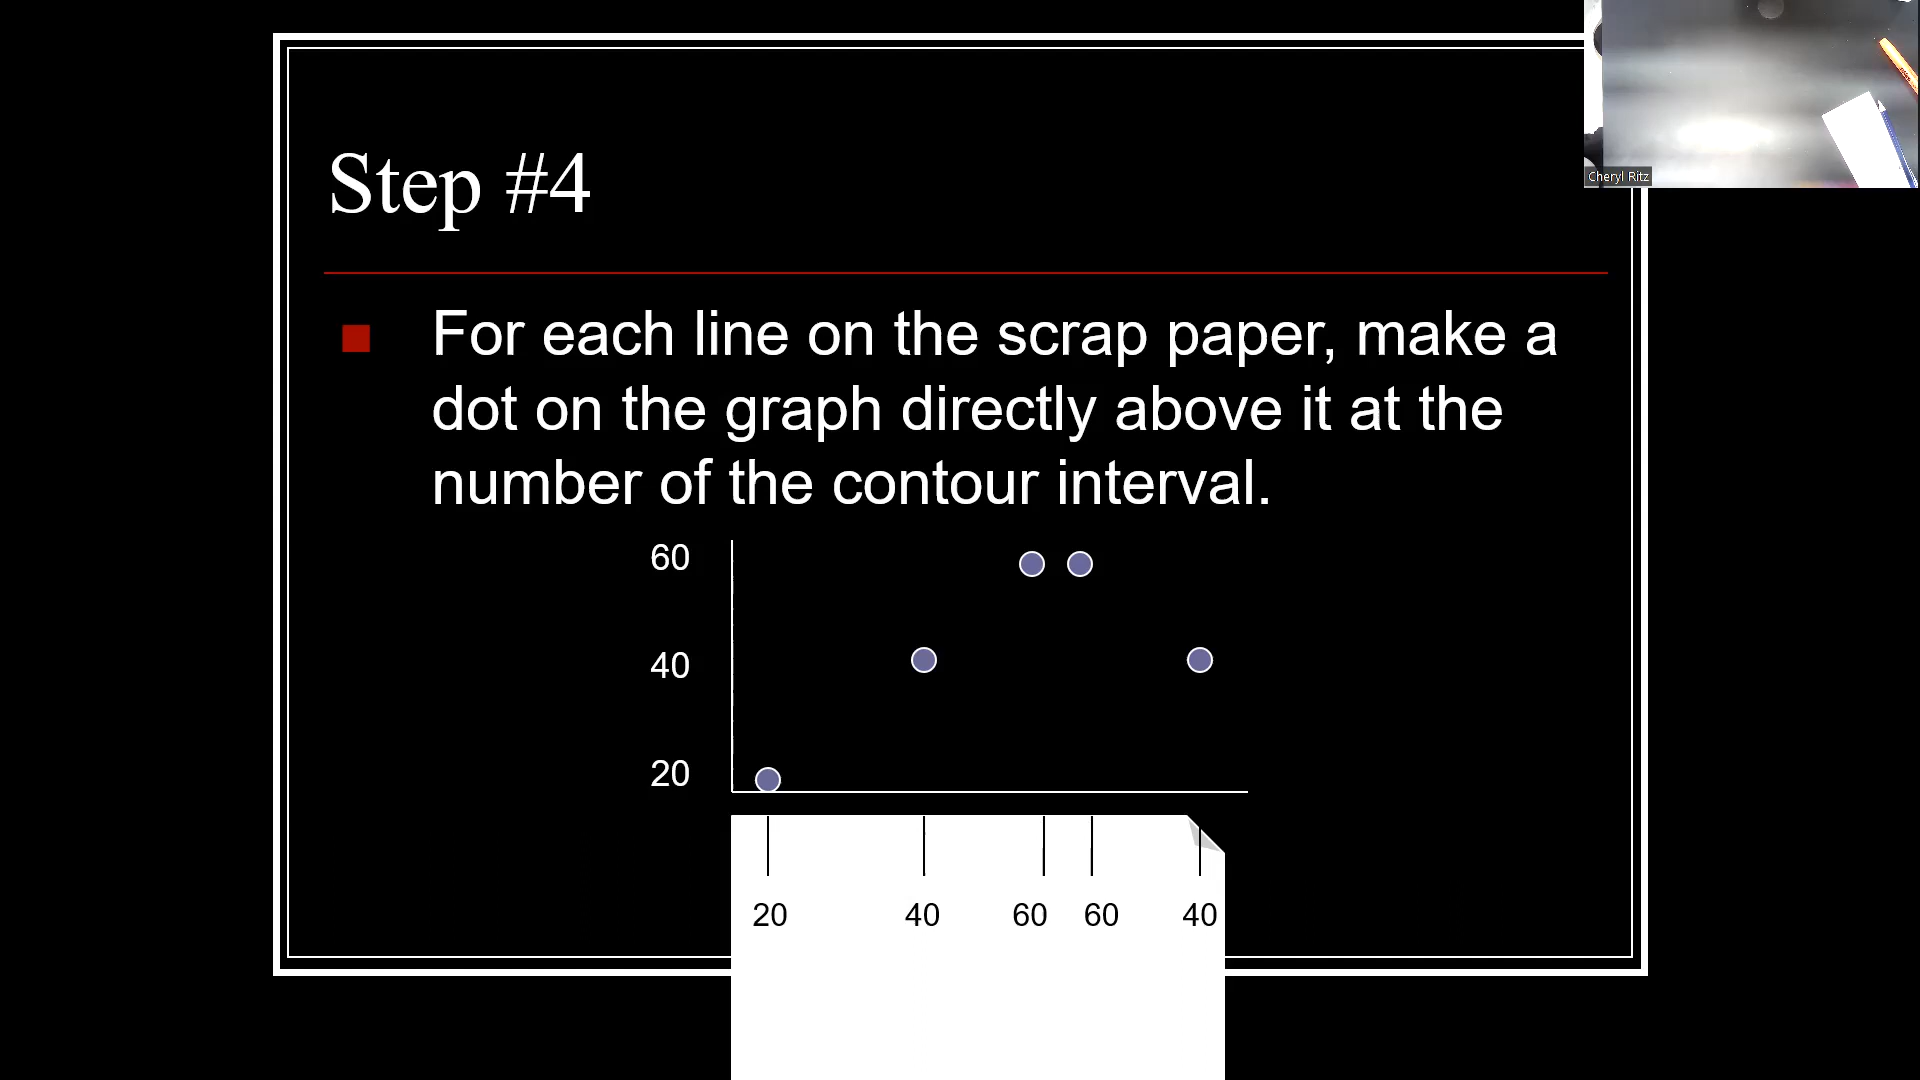 Cheryl Ritz
Step #4
For each line on the scrap paper, make a
dot on the graph directly above it at the
number of the contour interval.
60
40
20
20 40 60 60 40